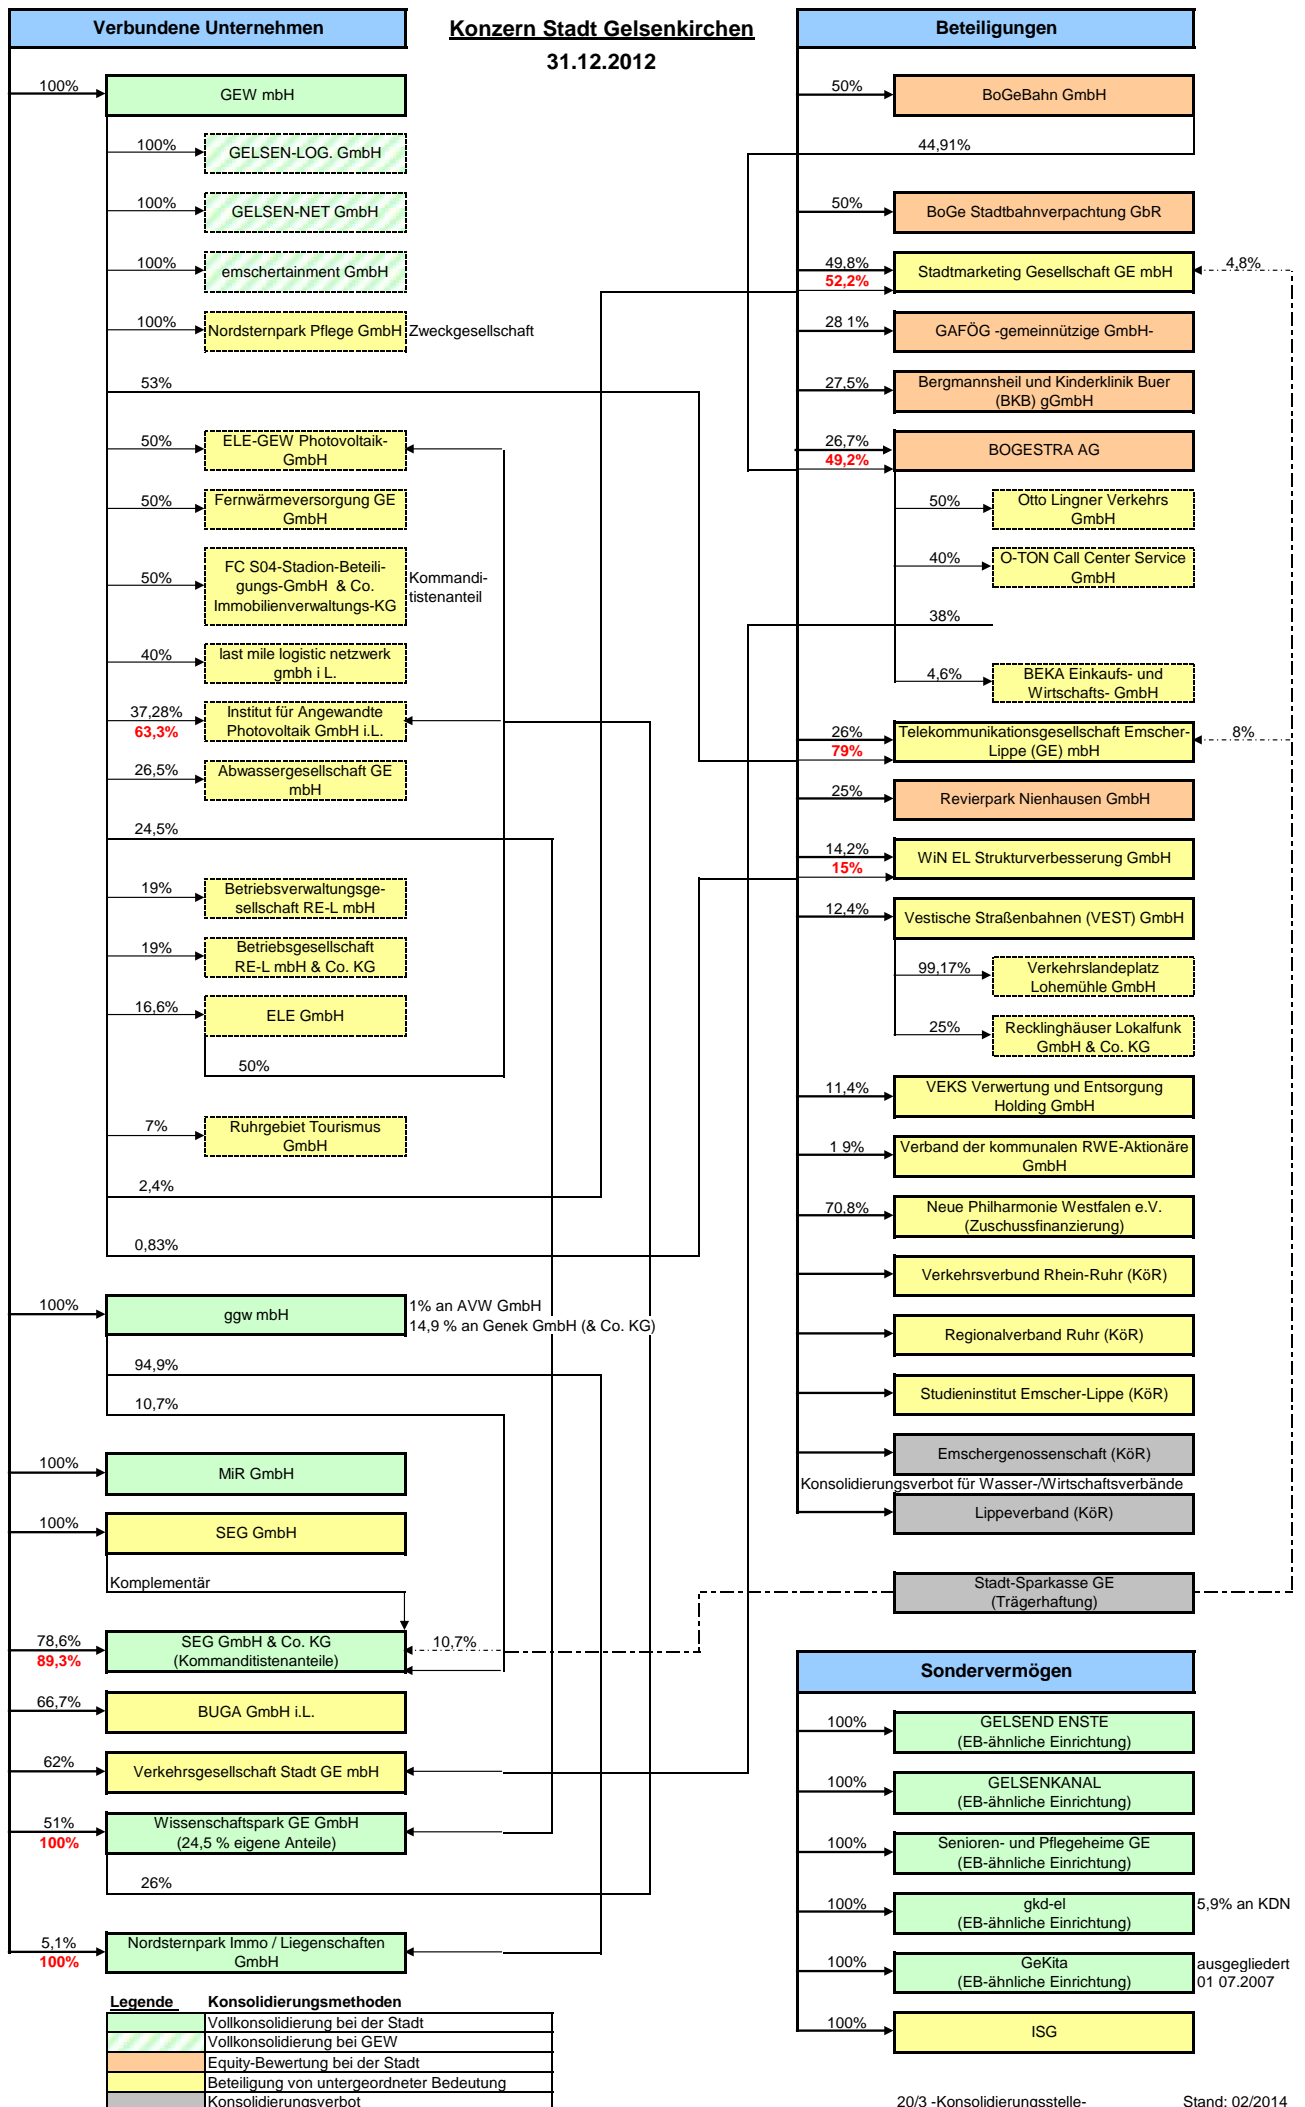 Verbundene Unternehmen
Konzern Stadt Gelsenkirchen
31.12.2012
Beteiligungen
100%
GEW mbH
100%
GELSEN-LOG. GmbH
100%
GELSEN-NET GmbH
100%
emschertainment GmbH
100%
Nordsternpark Pflege GmbH
Zweckgesellschaft
53%
50%
ELE-GEW Photovoltaik-
GmbH
50%
Fernwärmeversorgung GE
GmbH
50%
FC S04-Stadion-Beteili-
gungs-GmbH & Co.
Immobilienverwaltungs-KG
Kommandi-
tistenanteil
40%
last mile logistic netzwerk
gmbh i L.
37,28%
63,3%
Institut für Angewandte
Photovoltaik GmbH i.L.
26,5%
Abwassergesellschaft GE
mbH
24,5%
19%
Betriebsverwaltungsge-
sellschaft RE-L mbH
19%
Betriebsgesellschaft
RE-L mbH & Co. KG
16,6%
ELE GmbH
50%
7%
Ruhrgebiet Tourismus
GmbH
2,4%
0,83%
100%
ggw mbH
1% an AVW GmbH
14,9 % an Genek GmbH (& Co. KG)
94,9%
10,7%
100%
MiR GmbH
100%
SEG GmbH
Komplementär
78,6%
89,3%
SEG GmbH & Co. KG
(Kommanditistenanteile)
10,7%
66,7%
BUGA GmbH i.L.
62%
Verkehrsgesellschaft Stadt GE mbH
51%
100%
Wissenschaftspark GE GmbH
(24,5 % eigene Anteile)
26%
5,1%
100%
Nordsternpark Immo / Liegenschaften
GmbH
Legende
Konsolidierungsmethoden
Vollkonsolidierung bei der Stadt
Vollkonsolidierung bei GEW
Equity-Bewertung bei der Stadt
Beteiligung von untergeordneter Bedeutung
Konsolidierungsverbot
50%
BoGeBahn GmbH
44,91%
50%
BoGe Stadtbahnverpachtung GbR
49,8%
52,2%
Stadtmarketing Gesellschaft GE mbH
4,8%
28 1%
GAFÖG -gemeinnützige GmbH-
27,5%
Bergmannsheil und Kinderklinik Buer
(BKB) gGmbH
26,7%
49,2%
BOGESTRA AG
50%
Otto Lingner Verkehrs
GmbH
40%
O-TON Call Center Service
GmbH
38%
4,6%
BEKA Einkaufs- und
Wirtschafts- GmbH
26%
79%
Telekommunikationsgesellschaft Emscher-
Lippe (GE) mbH
8%
25%
Revierpark Nienhausen GmbH
14,2%
15%
WiN EL Strukturverbesserung GmbH
12,4%
Vestische Straßenbahnen (VEST) GmbH
99,17%
Verkehrslandeplatz
Lohemühle GmbH
25%
Recklinghäuser Lokalfunk
GmbH & Co. KG
11,4%
VEKS Verwertung und Entsorgung
Holding GmbH
1 9%
Verband der kommunalen RWE-Aktionäre
GmbH
70,8%
Neue Philharmonie Westfalen e.V.
(Zuschussfinanzierung)
Verkehrsverbund Rhein-Ruhr (KöR)
Regionalverband Ruhr (KöR)
Studieninstitut Emscher-Lippe (KöR)
Emschergenossenschaft (KöR)
Konsolidierungsverbot für Wasser-/Wirtschaftsverbände
Lippeverband (KöR)
Stadt-Sparkasse GE
(Trägerhaftung)
Sondervermögen
100%
GELSEND ENSTE
(EB-ähnliche Einrichtung)
100%
GELSENKANAL
(EB-ähnliche Einrichtung)
100%
Senioren- und Pflegeheime GE
(EB-ähnliche Einrichtung)
100%
gkd-el
(EB-ähnliche Einrichtung)
5,9% an KDN
100%
GeKita
(EB-ähnliche Einrichtung)
ausgegliedert
01 07.2007
100%
ISG
20/3 -Konsolidierungsstelle-
Stand: 02/2014